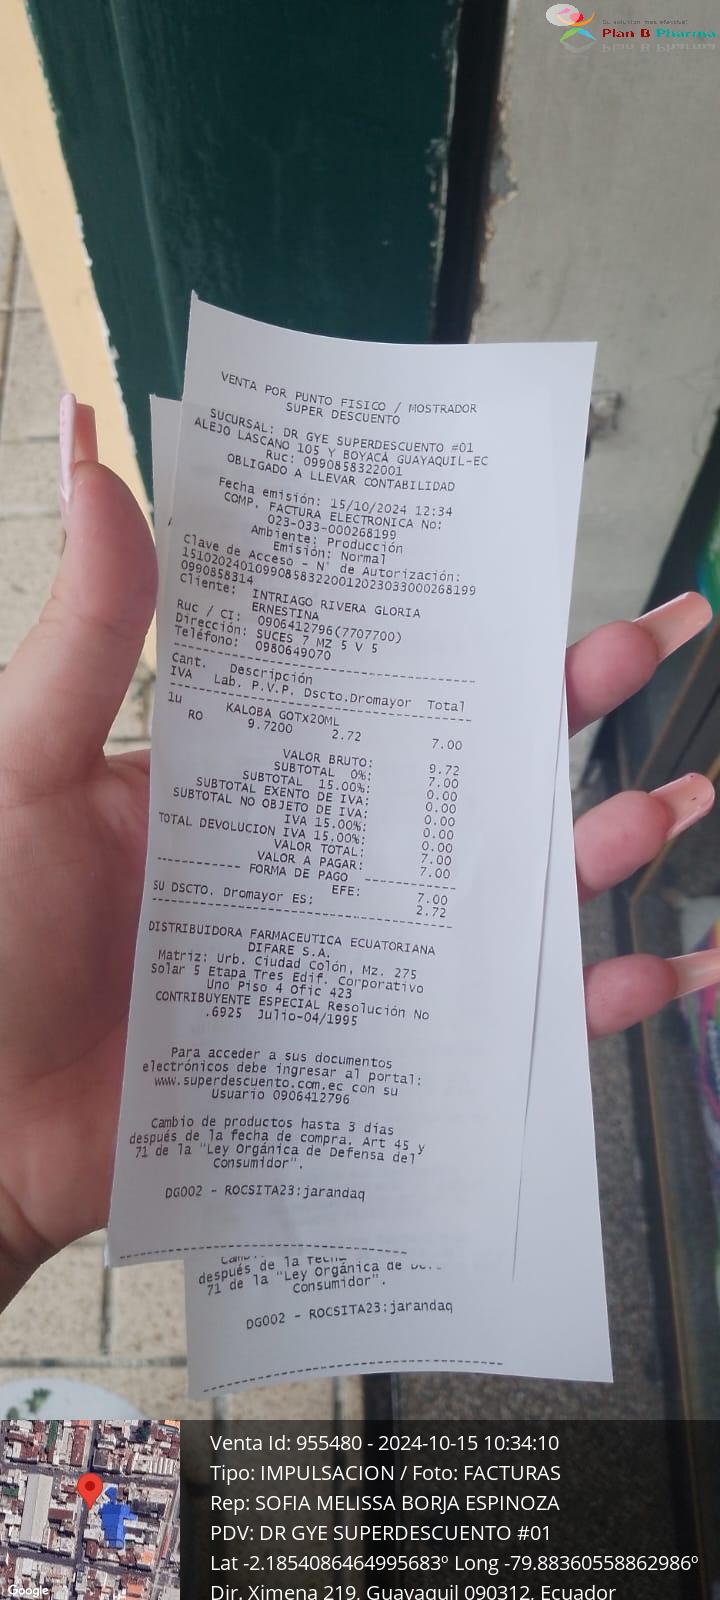 Su solucion mas efectiva!
Plan B Pharma
VENTA POR PUNTO FISICO / MOSTRADOR
SUPER DESCUENTO
SUCURSAL: DR GYE SUPERDESCUENTO #01
ALEJO LASCANO 105 Y BOYACÁ GUAYAQUIL-EC
Ruc: 0990858322001
OBLIGADO A LLEVAR CONTABILIDAD
Fecha emisión: 15/10/2024 12:34
COMP. FACTURA ELECTRONICA No:
023-033-000268199
Ambiente: Producción
Emisión: Normal
Clave de Acceso - N° de Autorización:
151020240109908583220012023033000268199
0990858314
Cliente: INTRIAGO RIVERA GLORIA
ERNESTINA
Ruc / CI: 0906412796(7707700)
Dirección: SUCES 7 MZ 5 V 5
Teléfono: 0980649070
Cant. Descripción
IVA Lab. P.V.P. Dscto.Dromayor Total
1u KALOBA GOTX20ML
RO 9.7200 2.72 7.00
VALOR BRUTO: 9.72
SUBTOTAL 0%: 7.00
SUBTOTAL 15.00%: 0.00
SUBTOTAL EXENTO DE IVA: 0.00
SUBTOTAL NO OBJETO DE IVA: 0.00
IVA 15.00%: 0.00
TOTAL DEVOLUCION IVA 15.00%: 0.00
VALOR TOTAL: 7.00
VALOR A PAGAR: 7.00
----------- FORMA DE PAGO -----------
EFE: 7.00
SU DSCTO. Dromayor ES: 2.72
DISTRIBUIDORA FARMACEUTICA ECUATORIANA
DIFARE S.A.
Matriz: Urb. Ciudad Colón, Mz. 275
Solar 5 Etapa Tres Edif. Corporativo
Uno Piso 4 Ofic 423
CONTRIBUYENTE ESPECIAL Resolución No
.6925 Julio-04/1995
Para acceder a sus documentos
electrónicos debe ingresar al portal:
www.superdescuento.com.ec con su
Usuario 0906412796
Cambio de productos hasta 3 días
después de la fecha de compra. Art 45 y
71 de la "Ley Orgánica de Defensa del
Consumidor".
DG002 - ROCSITA23:jarandaq
después de la
71 de la "Ley Orgánica de
Consumidor".
DG002 - ROCSITA23:jarandaq
Venta Id: 955480 - 2024-10-15 10:34:10
Tipo: IMPULSACION / Foto: FACTURAS
Rep: SOFIA MELISSA BORJA ESPINOZA
PDV: DR GYE SUPERDESCUENTO #01
Lat -2.1854086464995683º Long -79.88360558862986º
Dir. Ximena 219, Guayaquil 090312, Ecuador
Google